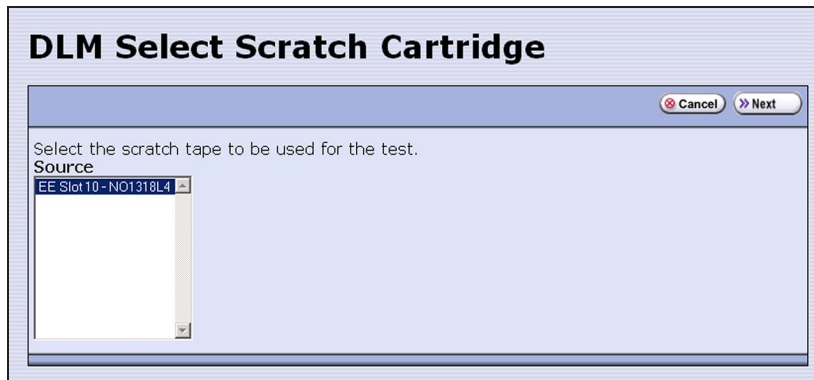 DLM Select Scratch Cartridge
Cancel Next
Select the scratch tape to be used for the test.
Source
EE Slot 10 - NO1318L4